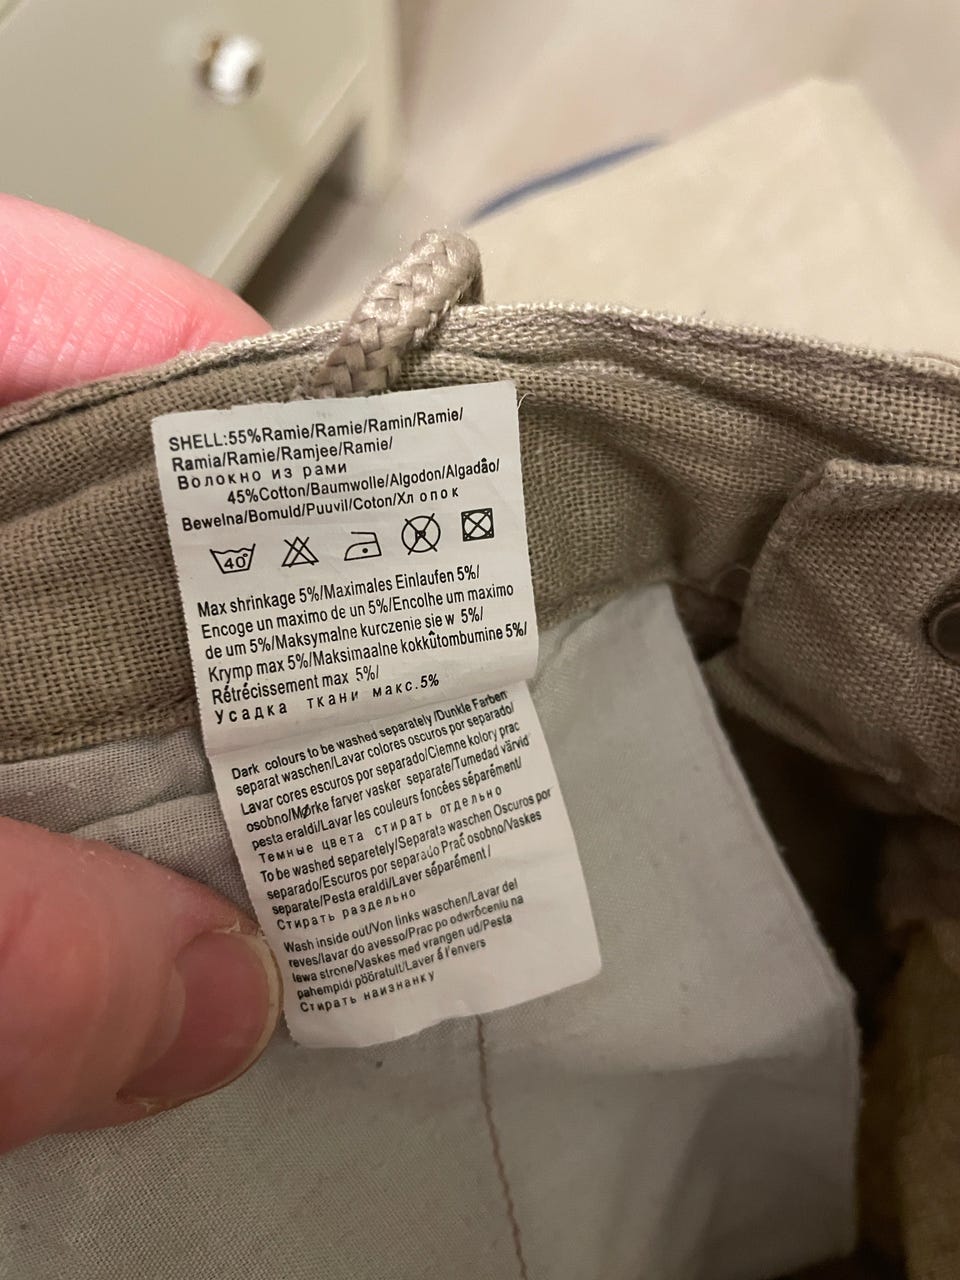 SHELL:55%Ramie/Ramie/Ramin/Ramie/
Ramia/Ramie/Ramjee/Ramie/
Волокно из рами
45%Cotton/Baumwolle/Algodon/Algadâo/
Bewelna/Bomuld/Puuvil/Coton/Хл опок
40°
Max shrinkage 5%/Maximales Einlaufen 5%/
Encoge un maximo de un 5%/Encolhe um maximo
de um 5%/Maksymalne kurczenie się w 5%/
Krymp max 5%/Maksimaalne kokkûtombumine 5%/
Rétrécissement max 5%/
Усадка ткани макс.5%
Dark colours to be washed separately /Dunkle Farben
separat waschen/Lavar colores oscuros por separado/
Lavar cores escuros por separado/Ciemne kolory prac
osobno/Mørke farver vasker separate/Tumedad värvid
pesta eraldi/Lavar les couleurs foncées séparément/
Темные цвета стирать отдельно
To be washed separetely/Separata waschen Oscuros por
separado/Escuros por separado Prać osobno/Vaskes
separate/Pesta eraldi/Laver séparément/
Стирать раздельно
Wash inside out/Von links waschen/Lavar del
reves/lavar do avesso/Prac po odwróceniu na
lewa strone/Vaskes med vrangen ud/Pesta
pahempidi pööratult/Laver á l'envers
Стирать наизнанку